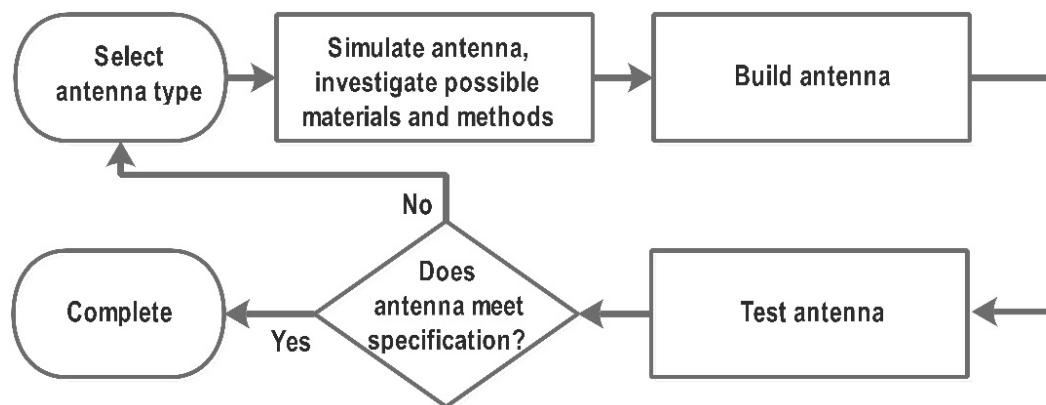 Select
antenna type
Simulate antenna,
investigate possible
materials and methods
Build antenna
No
Does
antenna meet
specification?
Yes
Complete
Test antenna